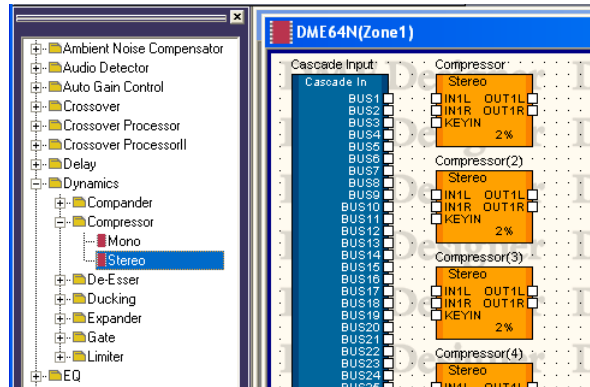 Ambient Noise Compensator
Audio Detector
Auto Gain Control
Crossover
Crossover Processor
Crossover ProcessorII
Delay
Dynamics
Compander
Compressor
Mono
Stereo
De-Esser
Ducking
Expander
Gate
Limiter
EQ
DME64N(Zone1)
Cascade Input
Cascade In
BUS1
BUS2
BUS3
BUS4
BUS5
BUS6
BUS7
BUS8
BUS9
BUS10
BUS11
BUS12
BUS13
BUS14
BUS15
BUS16
BUS17
BUS18
BUS19
BUS20
BUS21
BUS22
BUS23
BUS24
Compressor
Stereo
IN1L OUT1L
IN1R OUT1R
KEYIN
2%
Compressor(2)
Stereo
IN1L OUT1L
IN1R OUT1R
KEYIN
2%
Compressor(3)
Stereo
IN1L OUT1L
IN1R OUT1R
KEYIN
2%
Compressor(4)
Stereo
IN1L OUT1L
Designer